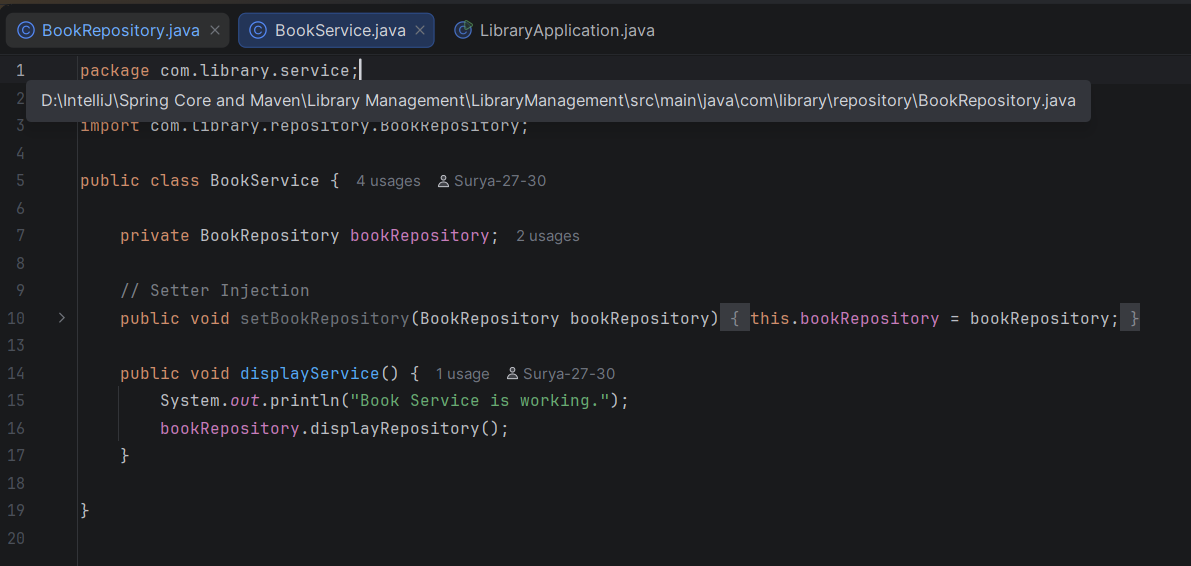 BookRepository.java × BookService.java × LibraryApplication.java
1 package com.library.service;
2
D:\IntelliJ\Spring Core and Maven\Library Management\LibraryManagement\src\main\java\com\library\repository\BookRepository.java
3 import com.library.repository.BookRepository;
4
5 public class BookService { 4 usages Surya-27-30
6
7 private BookRepository bookRepository; 2 usages
8
9 // Setter Injection
10 public void setBookRepository(BookRepository bookRepository) { this.bookRepository = bookRepository; }
13
14 public void displayService() { 1 usage Surya-27-30
15 System.out.println("Book Service is working.");
16 bookRepository.displayRepository();
17 }
18
19 }
20